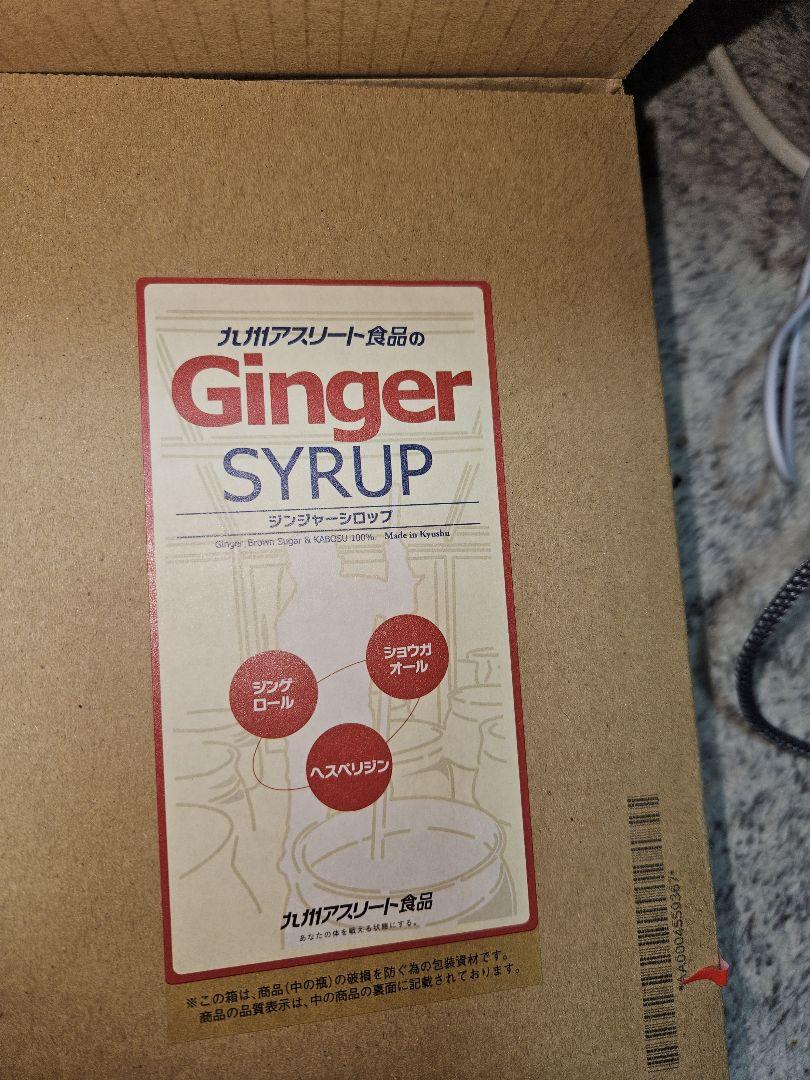 九州アスリート食品の
Ginger
SYRUP
ジンジャーシロップ
Ginger, Brown Sugar & KABOSU 100%. Made in Kyushu
ショウガ
オール
ジンゲ
ロール
ヘスペリジン
九州アスリート食品
あなたの体を戦える状態にする。
※この箱は、商品(中の瓶)の破損を防ぐ為の包装資材です。
商品の品質表示は、中の商品の裏面に記載されております。
*AA0004559367*